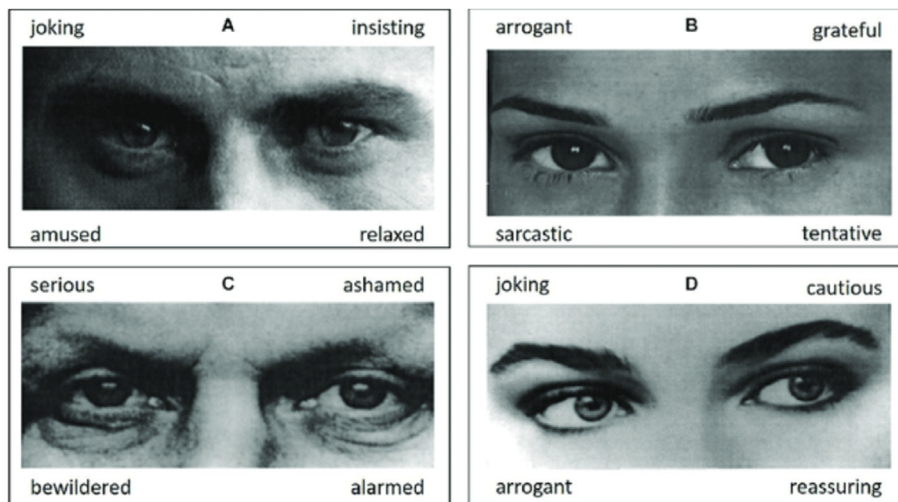 joking A insisting
amused relaxed
arrogant B grateful
sarcastic tentative
serious C ashamed
bewildered alarmed
joking D cautious
arrogant reassuring